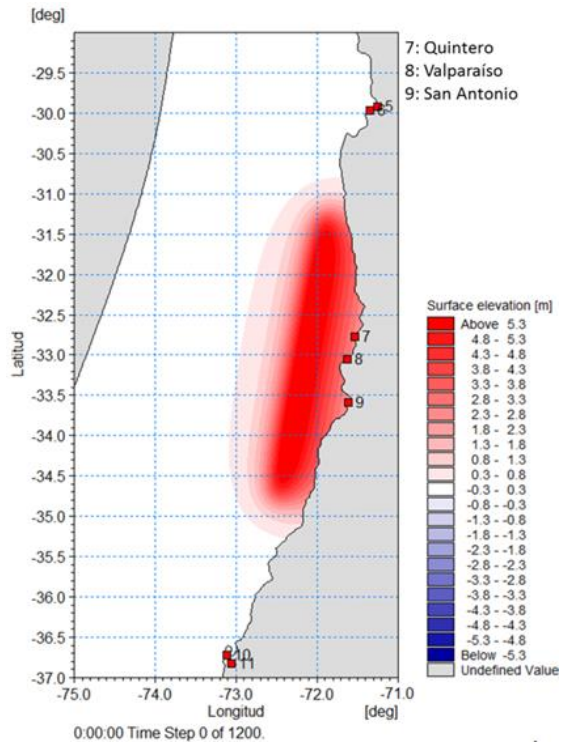 [deg]
7: Quintero
8: Valparaíso
9: San Antonio
-29.5
-30.0
-30.5
-31.0
-31.5
-32.0
-32.5
-33.0
-33.5
-34.0
-34.5
-35.0
-35.5
-36.0
-36.5
-37.0
Latitud
5
7
8
9
10
11
-75.0 -74.0 -73.0 -72.0 -71.0
Longitud [deg]
0:00:00 Time Step 0 of 1200.
Surface elevation [m]
Above 5.3
4.8 - 5.3
4.3 - 4.8
3.8 - 4.3
3.3 - 3.8
2.8 - 3.3
2.3 - 2.8
1.8 - 2.3
1.3 - 1.8
0.8 - 1.3
0.3 - 0.8
-0.3 - 0.3
-0.8 - -0.3
-1.3 - -0.8
-1.8 - -1.3
-2.3 - -1.8
-2.8 - -2.3
-3.3 - -2.8
-3.8 - -3.3
-4.3 - -3.8
-4.8 - -4.3
-5.3 - -4.8
Below -5.3
Undefined Value